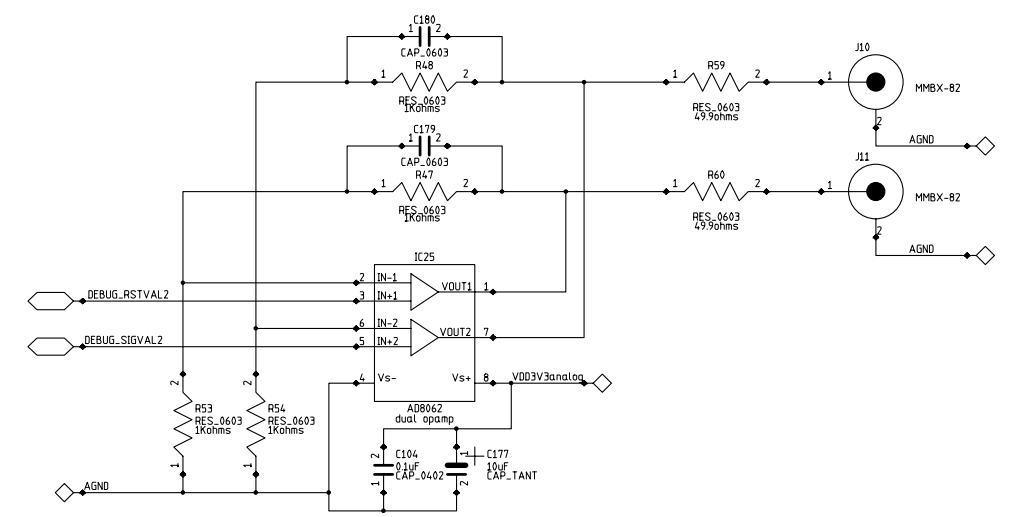 C180
1 2
CAP_0603
R48
1 2
RES_0603
1Kohms
R59
1 2
RES_0603
49.9ohms
J10
1
MMBX-82
2
AGND
C179
1 2
CAP_0603
R47
1 2
RES_0603
1Kohms
R60
1 2
RES_0603
49.9ohms
J11
1
MMBX-82
2
AGND
IC25
2 IN-1
VOUT1 1
DEBUG_RSTVAL2
3 IN+1
6 IN-2
VOUT2 7
DEBUG_SIGVAL2
5 IN+2
4 Vs-
Vs+ 8
VDD3V3analog
AD8062
dual opamp
2
R53
RES_0603
1Kohms
1
2
R54
RES_0603
1Kohms
1
2
C104
0.1uF
CAP_0402
1
1
C177
10uF
CAP_TANT
2
AGND